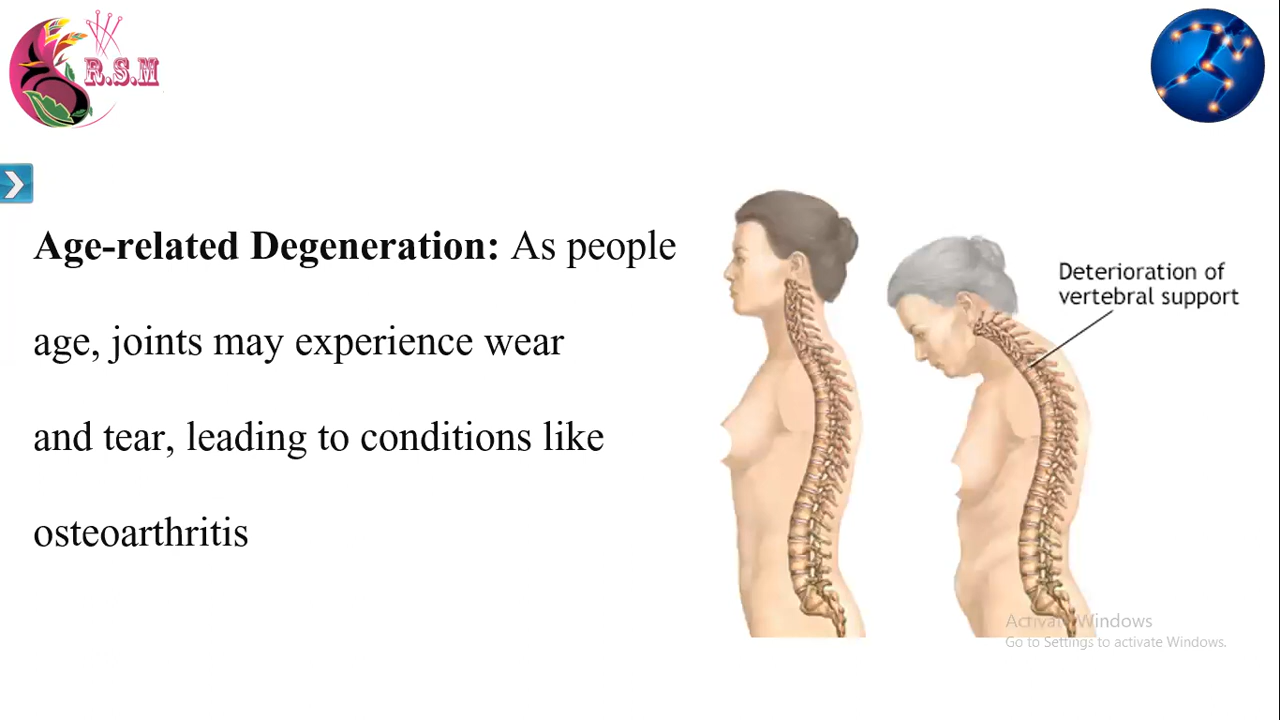 R.S.M
Age-related Degeneration: As people
age, joints may experience wear
and tear, leading to conditions like
osteoarthritis
Deterioration of
vertebral support
Activate Windows
Go to Settings to activate Windows.